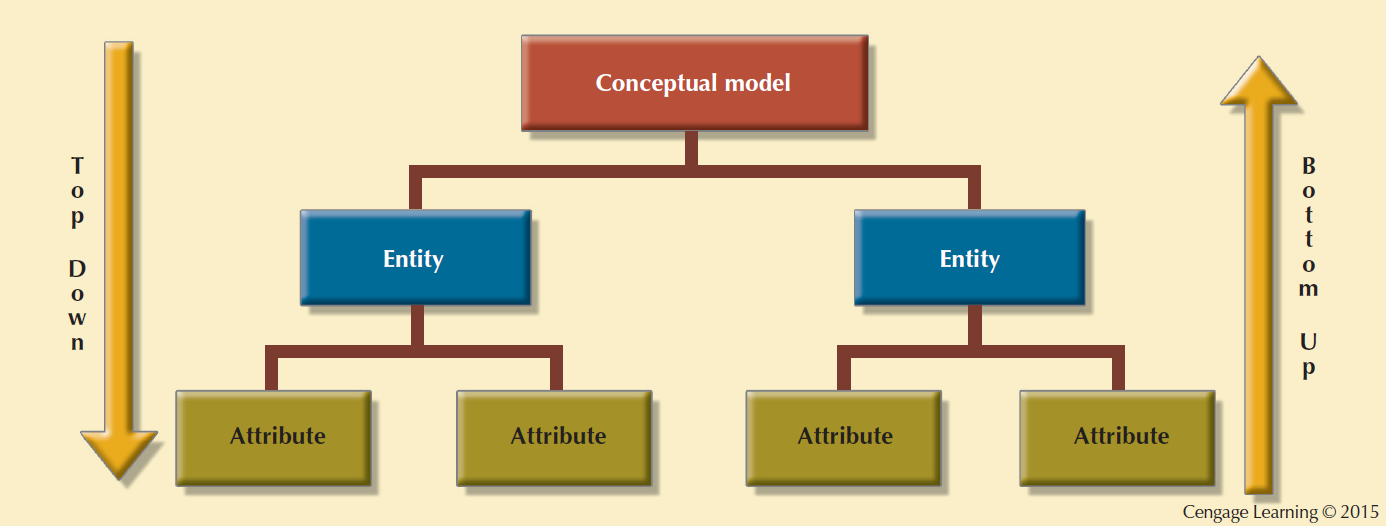 Conceptual model
Top Down
Bottom Up
Entity
Entity
Attribute
Attribute
Attribute
Attribute
Cengage Learning © 2015